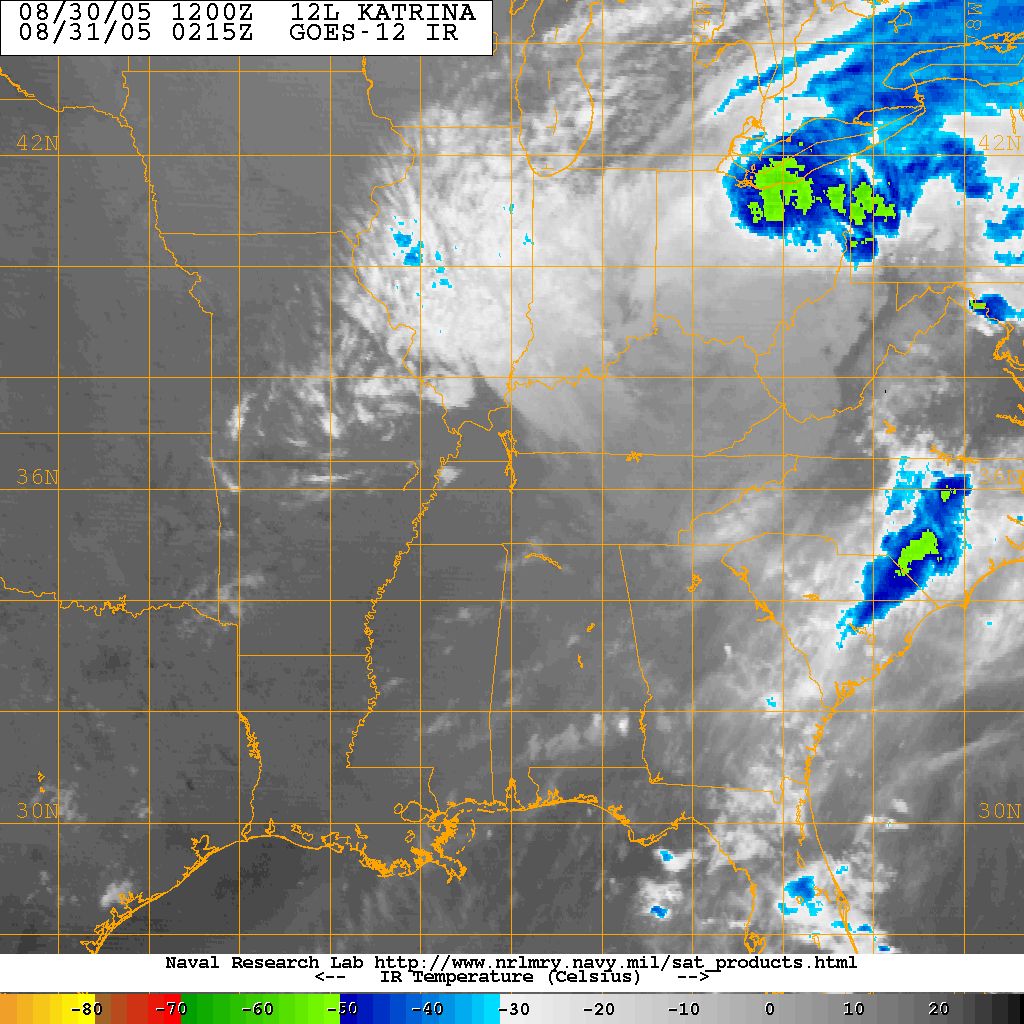 08/30/05 1200Z 12L KATRINA
08/31/05 0215Z GOES-12 IR
42N 42N
36N 36N
30N 30N
Naval Research Lab http://www.nrlmry.navy.mil/sat_products.html
<-- IR Temperature (Celsius) -->
-80 -70 -60 -50 -40 -30 -20 -10 0 10 20